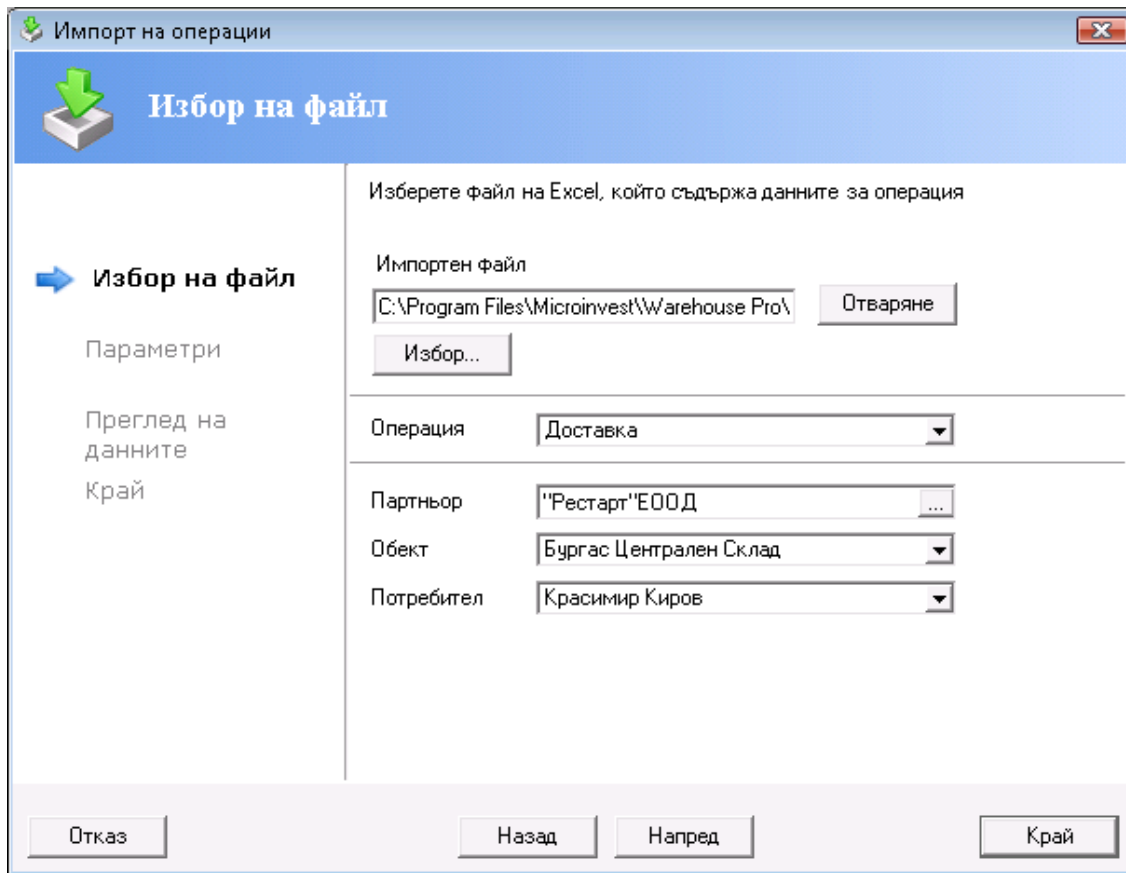 Импорт на операции
Избор на файл
Изберете файл на Excel, който съдържа данните за операция
Избор на файл
Параметри
Преглед на
данните
Край
Импортен файл
C:\Program Files\Microinvest\Warehouse Pro\
Отваряне
Избор...
Операция
Доставка
Партньор
"Рестарт"ЕООД
...
Обект
Бургас Централен Склад
Потребител
Красимир Киров
Отказ
Назад
Напред
Край